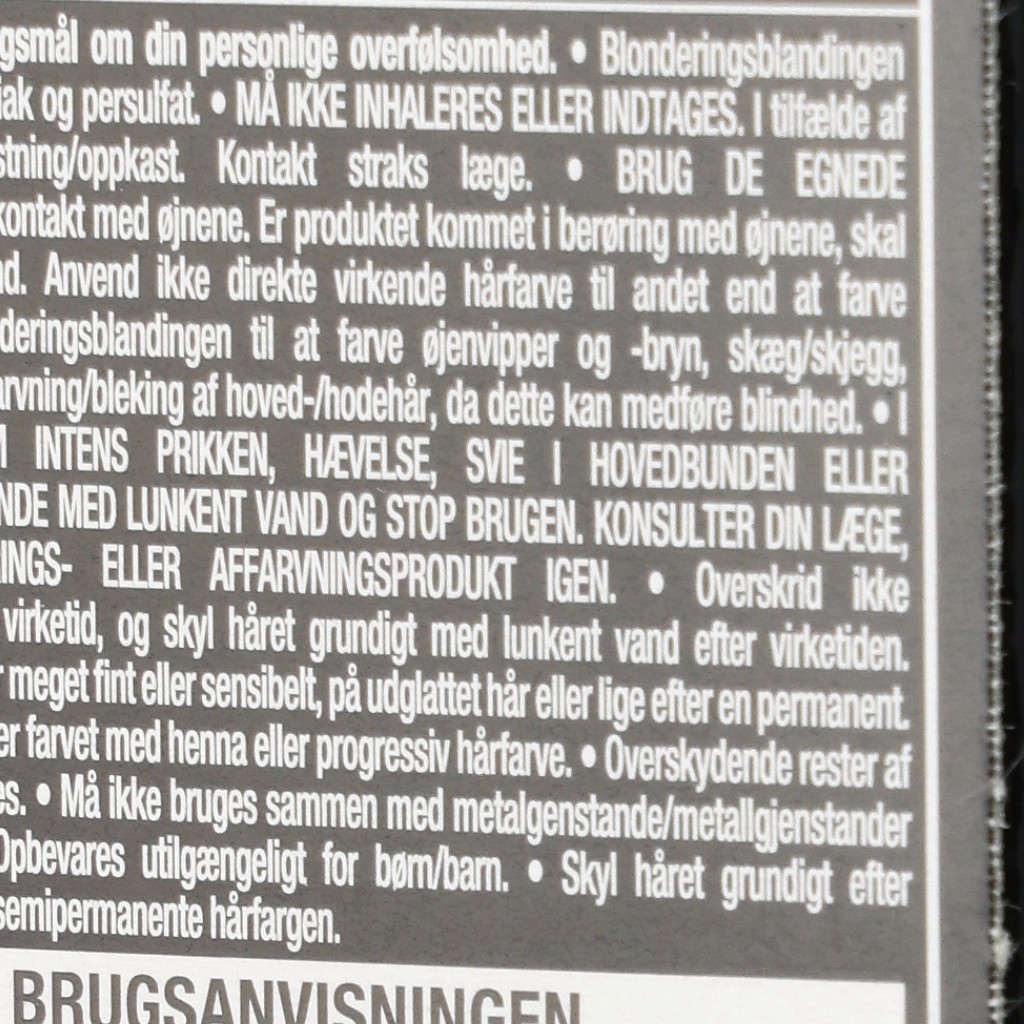 gsmål om din personlige overfølsomhed. • Blonderingsblandingen
iak og persulfat. • MÅ IKKE INHALERES ELLER INDTAGES. I tilfælde af
stning/oppkast. Kontakt straks læge. • BRUG DE EGNEDE
kontakt med øjnene. Er produktet kommet i berøring med øjnene, skal
nd. Anvend ikke direkte virkende hårfarve til andet end at farve
deringsblandingen til at farve øjenvipper og -bryn, skæg/skjegg,
arvning/bleking af hoved-/hodehår, da dette kan medføre blindhed. • I
INTENS PRIKKEN, HÆVELSE, SVIE I HOVEDBUNDEN ELLER
NDE MED LUNKENT VAND OG STOP BRUGEN. KONSULTER DIN LÆGE,
INGS- ELLER AFFARVNINGSPRODUKT IGEN. • Overskrid ikke
virketid, og skyl håret grundigt med lunkent vand efter virketiden.
meget fint eller sensibelt, på udglattet hår eller lige efter en permanent.
er farvet med henna eller progressiv hårfarve. • Overskydende rester af
es. • Må ikke bruges sammen med metalgenstande/metallgjenstander
Opbevares utilgængeligt for børn/barn. • Skyl håret grundigt efter
semipermanente hårfargen.
BRUGSANVISNINGEN